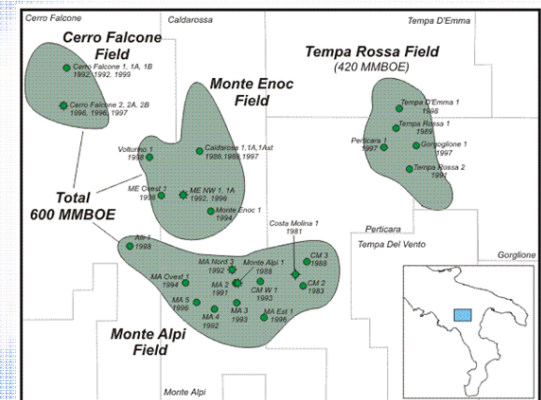 Cerro Falcone
Caldarossa
Tempa D'Emma
Cerro Falcone
Field
Cerro Falcone 1, 1A, 1B
1992, 1992, 1999
Cerro Falcone 2, 2A, 2B
1996, 1996, 1997
Monte Enoc
Field
Tempa Rossa Field
(420 MMBOE)
Tempa D'Emma 1
1998
Tempa Rossa 1
1989
Perticara 1
1997
Gorgoglione 1
1997
Tempa Rossa 2
1991
Volturino 1
1998
Caldarosa 1,1A,1Ast
1986,1989,1997
ME Ovest 1
1998
ME NW 1, 1A
1992, 1996
Monte Enoc 1
1994
Total
600 MMBOE
Costa Molina 1
1981
Perticara
Tempa Del Vento
Gorglione
Alli 1
1998
MA Nord 3
1992
Monte Alpi 1
1988
CM 3
1988
MA Ovest 1
1994
MA 2
1991
CM W 1
1993
CM 2
1983
MA 5
1996
MA 4
1992
MA 3
1993
MA Est 1
1996
Monte Alpi
Field
Monte Alpi